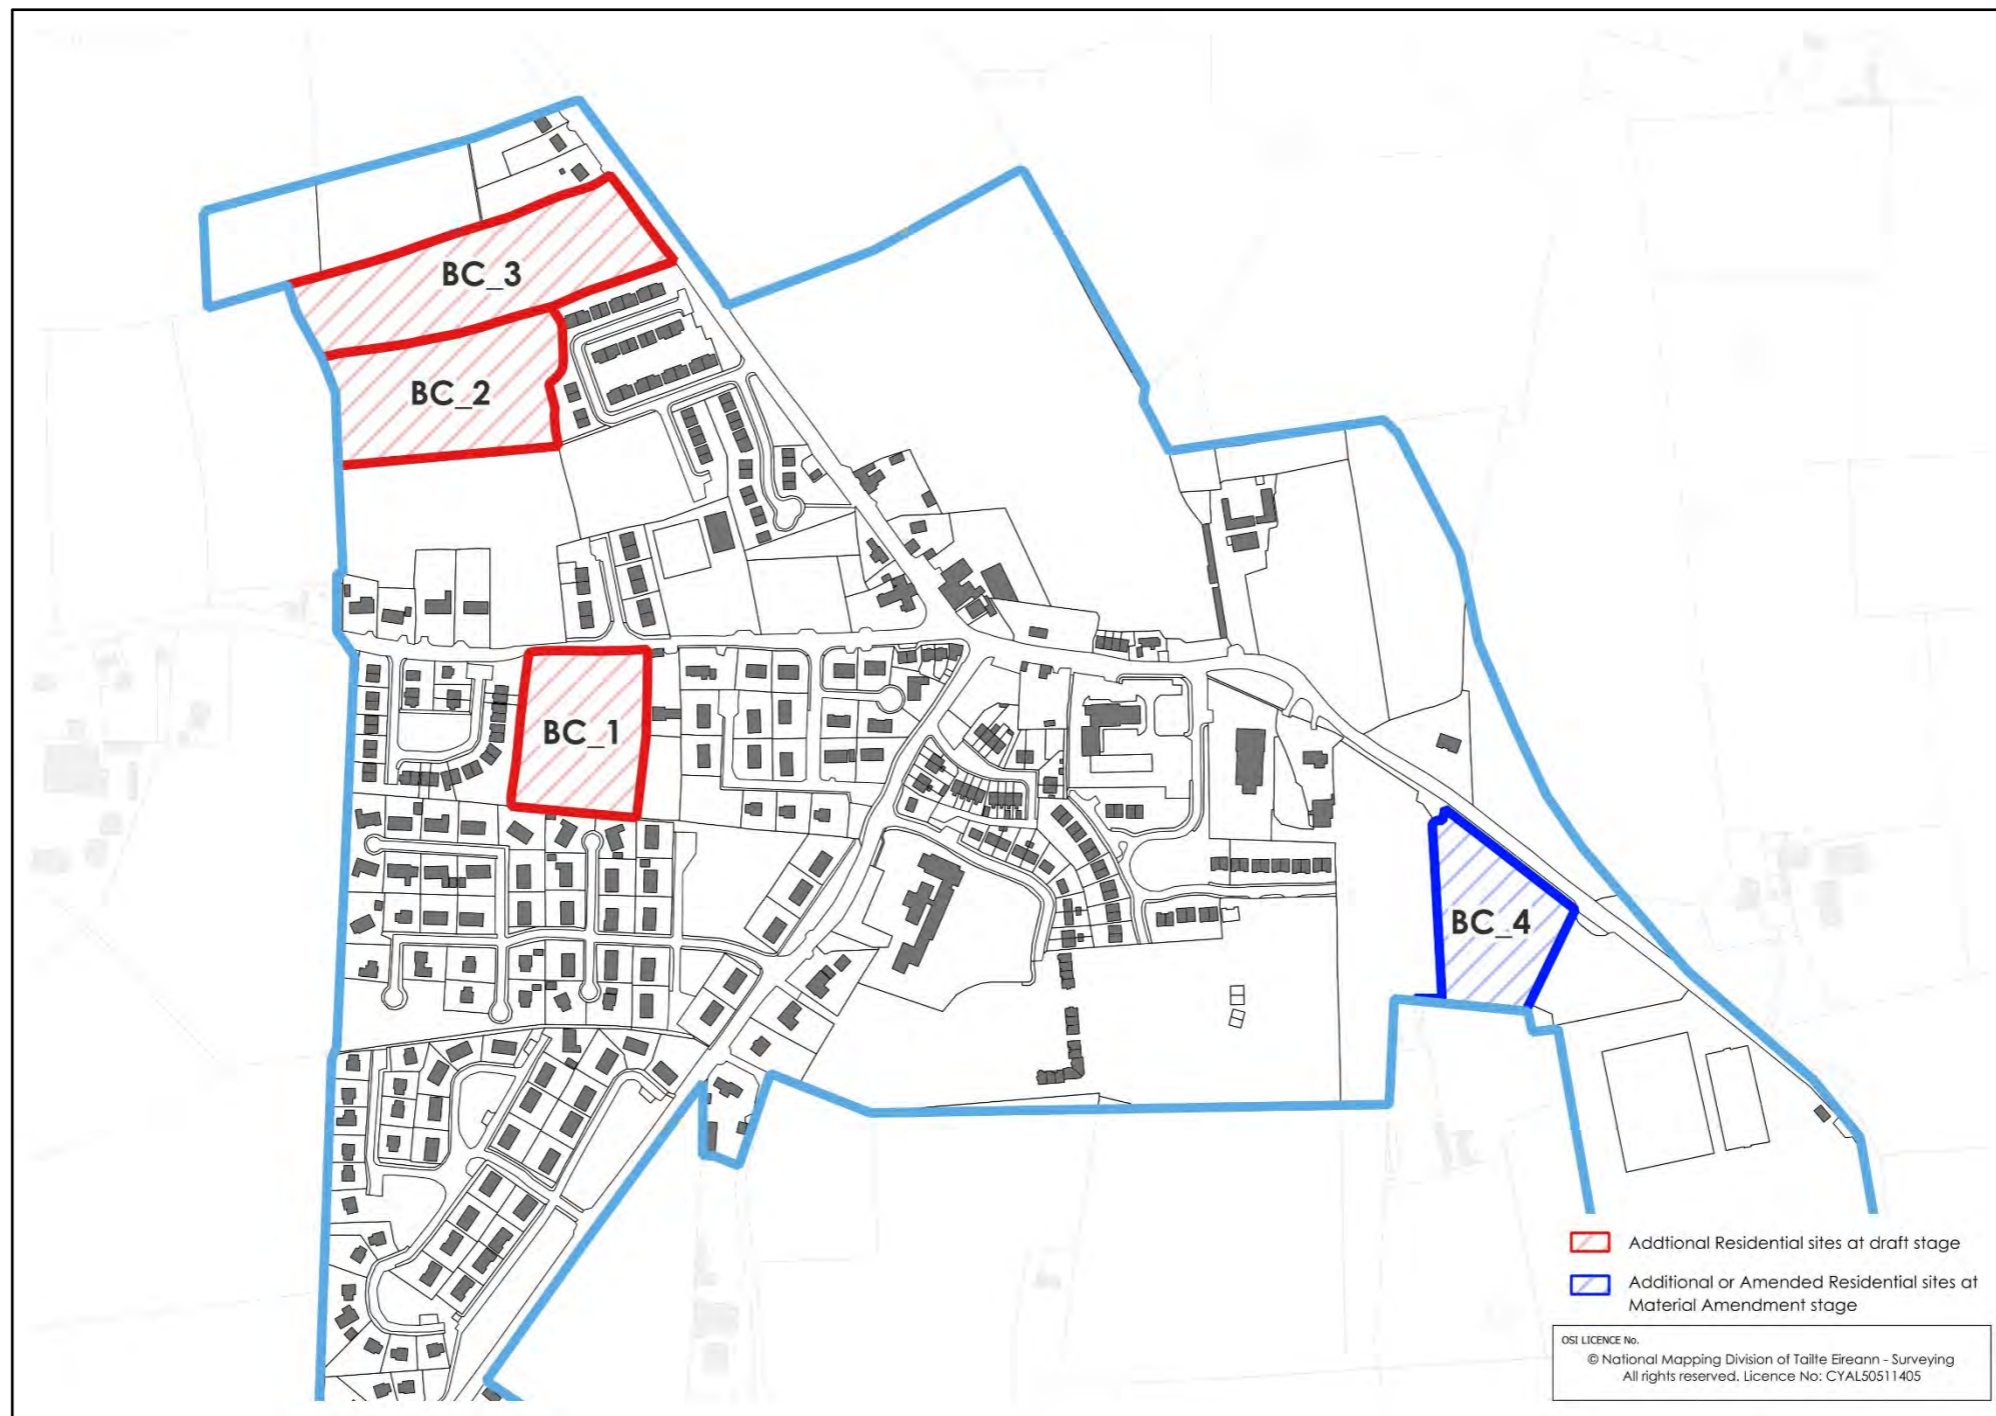 BC_3
BC_2
BC_1
BC_4
Addtional Residential sites at draft stage
Additional or Amended Residential sites at
Material Amendment stage
OSI LICENCE No.
© National Mapping Division of Tailte Eireann - Surveying
All rights reserved. Licence No: CYAL50511405